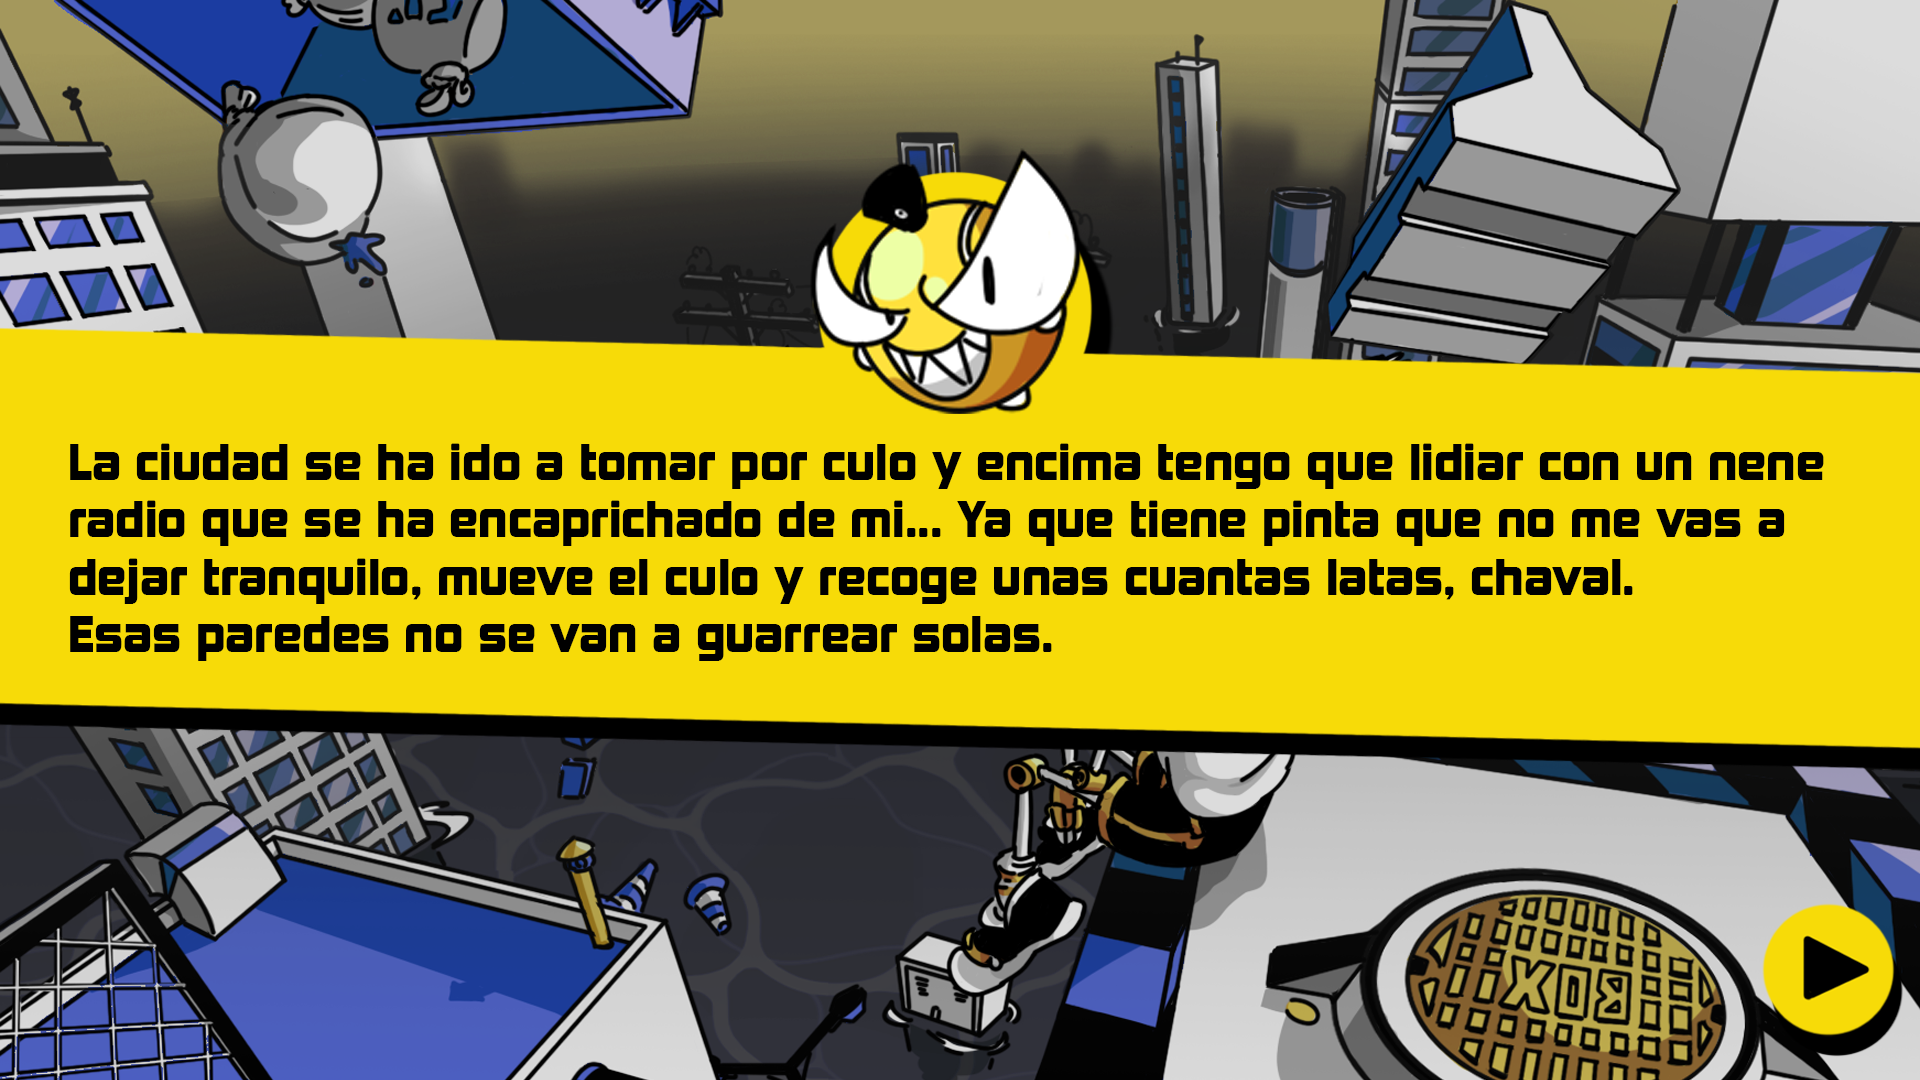 La ciudad se ha ido a tomar por culo y encima tengo que lidiar con un nene
radio que se ha encaprichado de mi... Ya que tiene pinta que no me vas a
dejar tranquilo, mueve el culo y recoge unas cuantas latas, chaval.
Esas paredes no se van a guarrear solas.
BOX